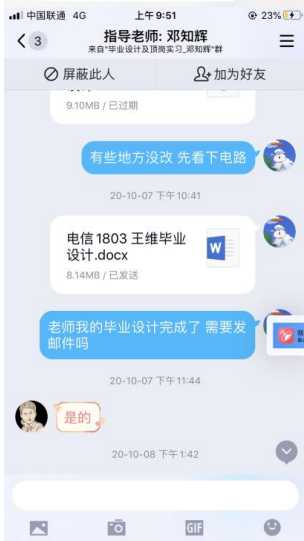 中国联通 4G 上午9:51 23%
3 指导老师: 邓知辉
来自"毕业设计及顶岗实习_邓知辉"群
屏蔽此人 加为好友
9.10MB / 已过期
有些地方没改 先看下电路
20-10-07 下午10:41
电信1803 王维毕业
设计.docx
W
8.14MB / 已发送
老师我的毕业设计完成了 需要发
邮件吗
20-10-07 下午11:44
是的
20-10-08 下午1:42
GIF